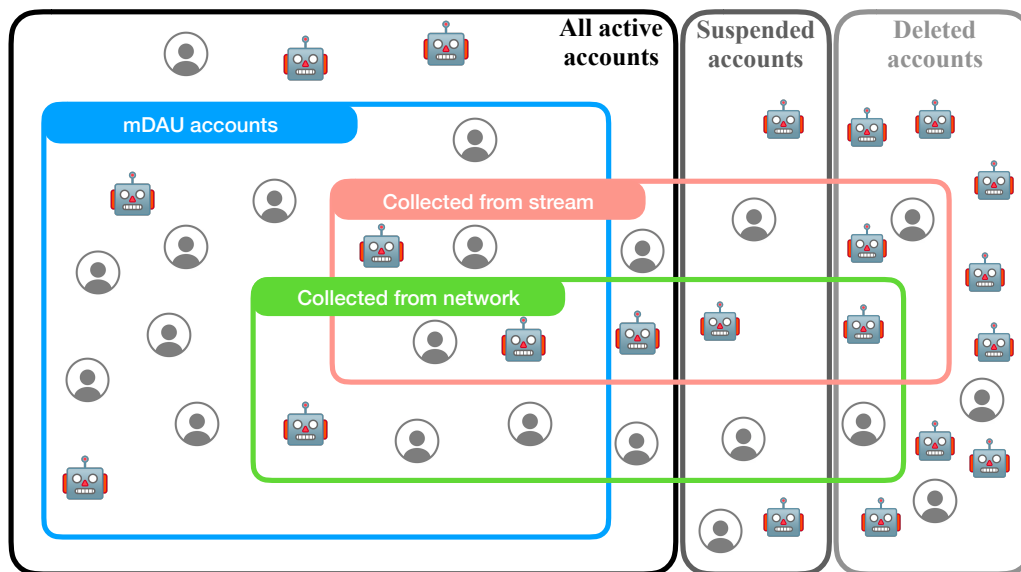 All active
accounts
Suspended
accounts
Deleted
accounts
mDAU accounts
Collected from stream
Collected from network